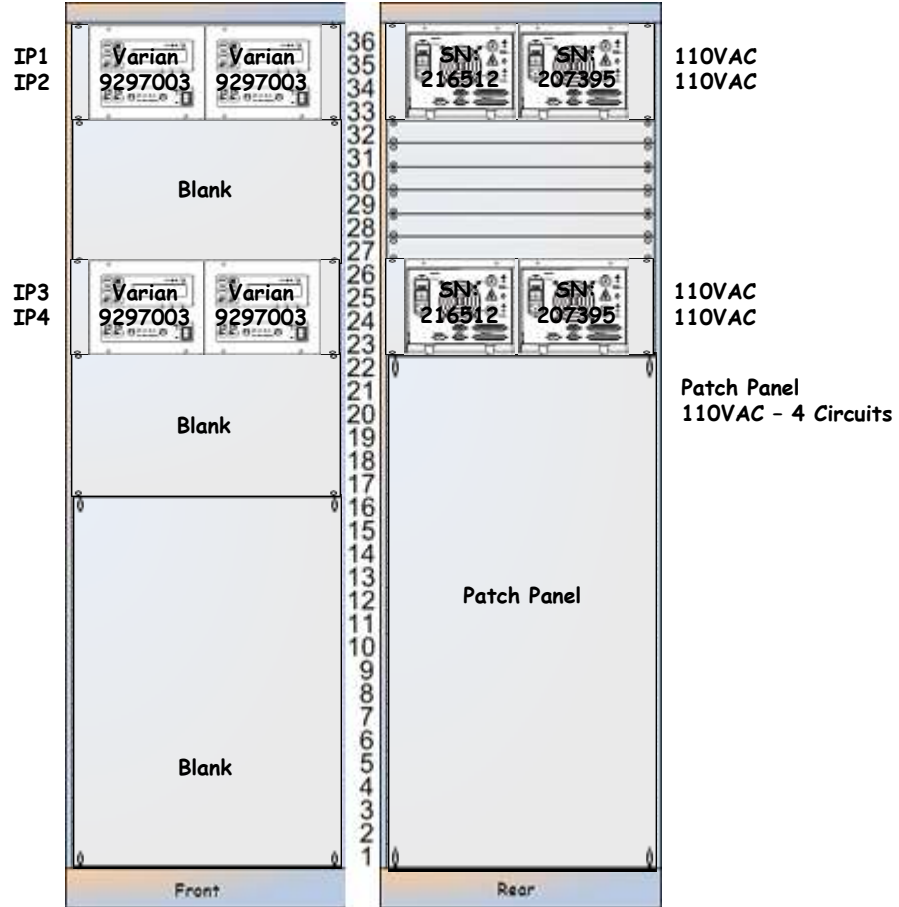 IP1
IP2
Varian
9297003
Varian
9297003
36
35
34
33
32
31
30
29
28
27
26
25
24
23
22
21
20
19
18
17
16
15
14
13
12
11
10
9
8
7
6
5
4
3
2
1
SN:
216512
SN:
207395
110VAC
110VAC
Blank
IP3
IP4
Varian
9297003
Varian
9297003
SN:
216512
SN:
207395
110VAC
110VAC
Patch Panel
110VAC – 4 Circuits
Blank
Patch Panel
Blank
Front
Rear